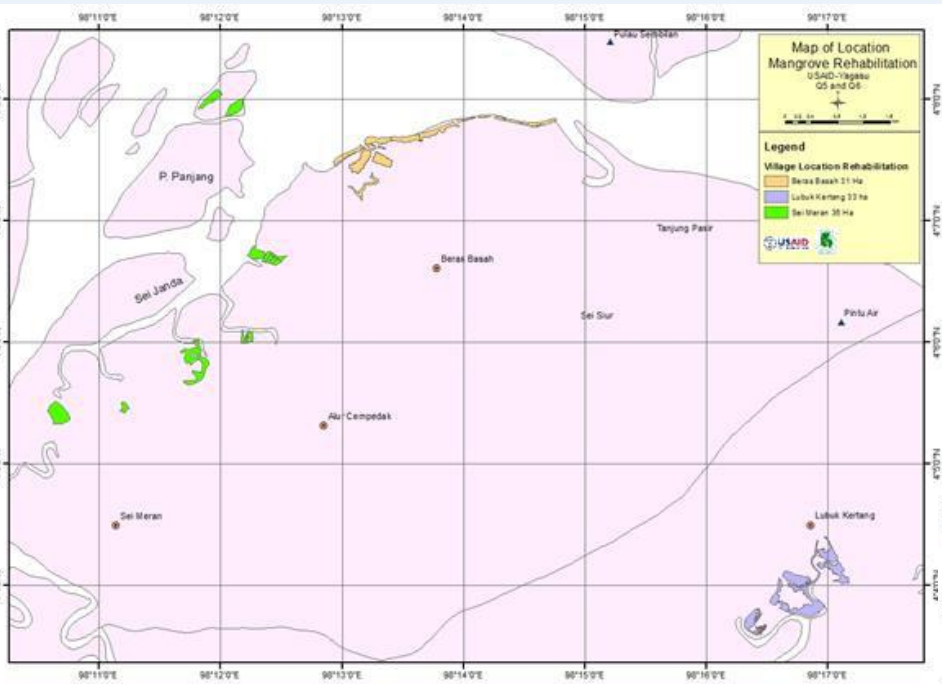 98°11'0"E 98°12'0"E 98°13'0"E 98°14'0"E 98°15'0"E 98°16'0"E 98°17'0"E
Pulau Sembilan
Map of Location
Mangrove Rehabilitation
USAID-Yagasu
Q5 and Q6
Legend
Village Location Rehabilitation
Beras Basah 31 Ha
Lubuk Kertang 33 ha
Sei Meran 36 Ha
USAID
P. Panjang
Tanjung Pasir
Beras Basah
Sei Janda
Sei Siur
Pintu Air
Alur Cempedak
Sei Meran
Lubuk Kertang
98°11'0"E 98°12'0"E 98°13'0"E 98°14'0"E 98°15'0"E 98°16'0"E 98°17'0"E